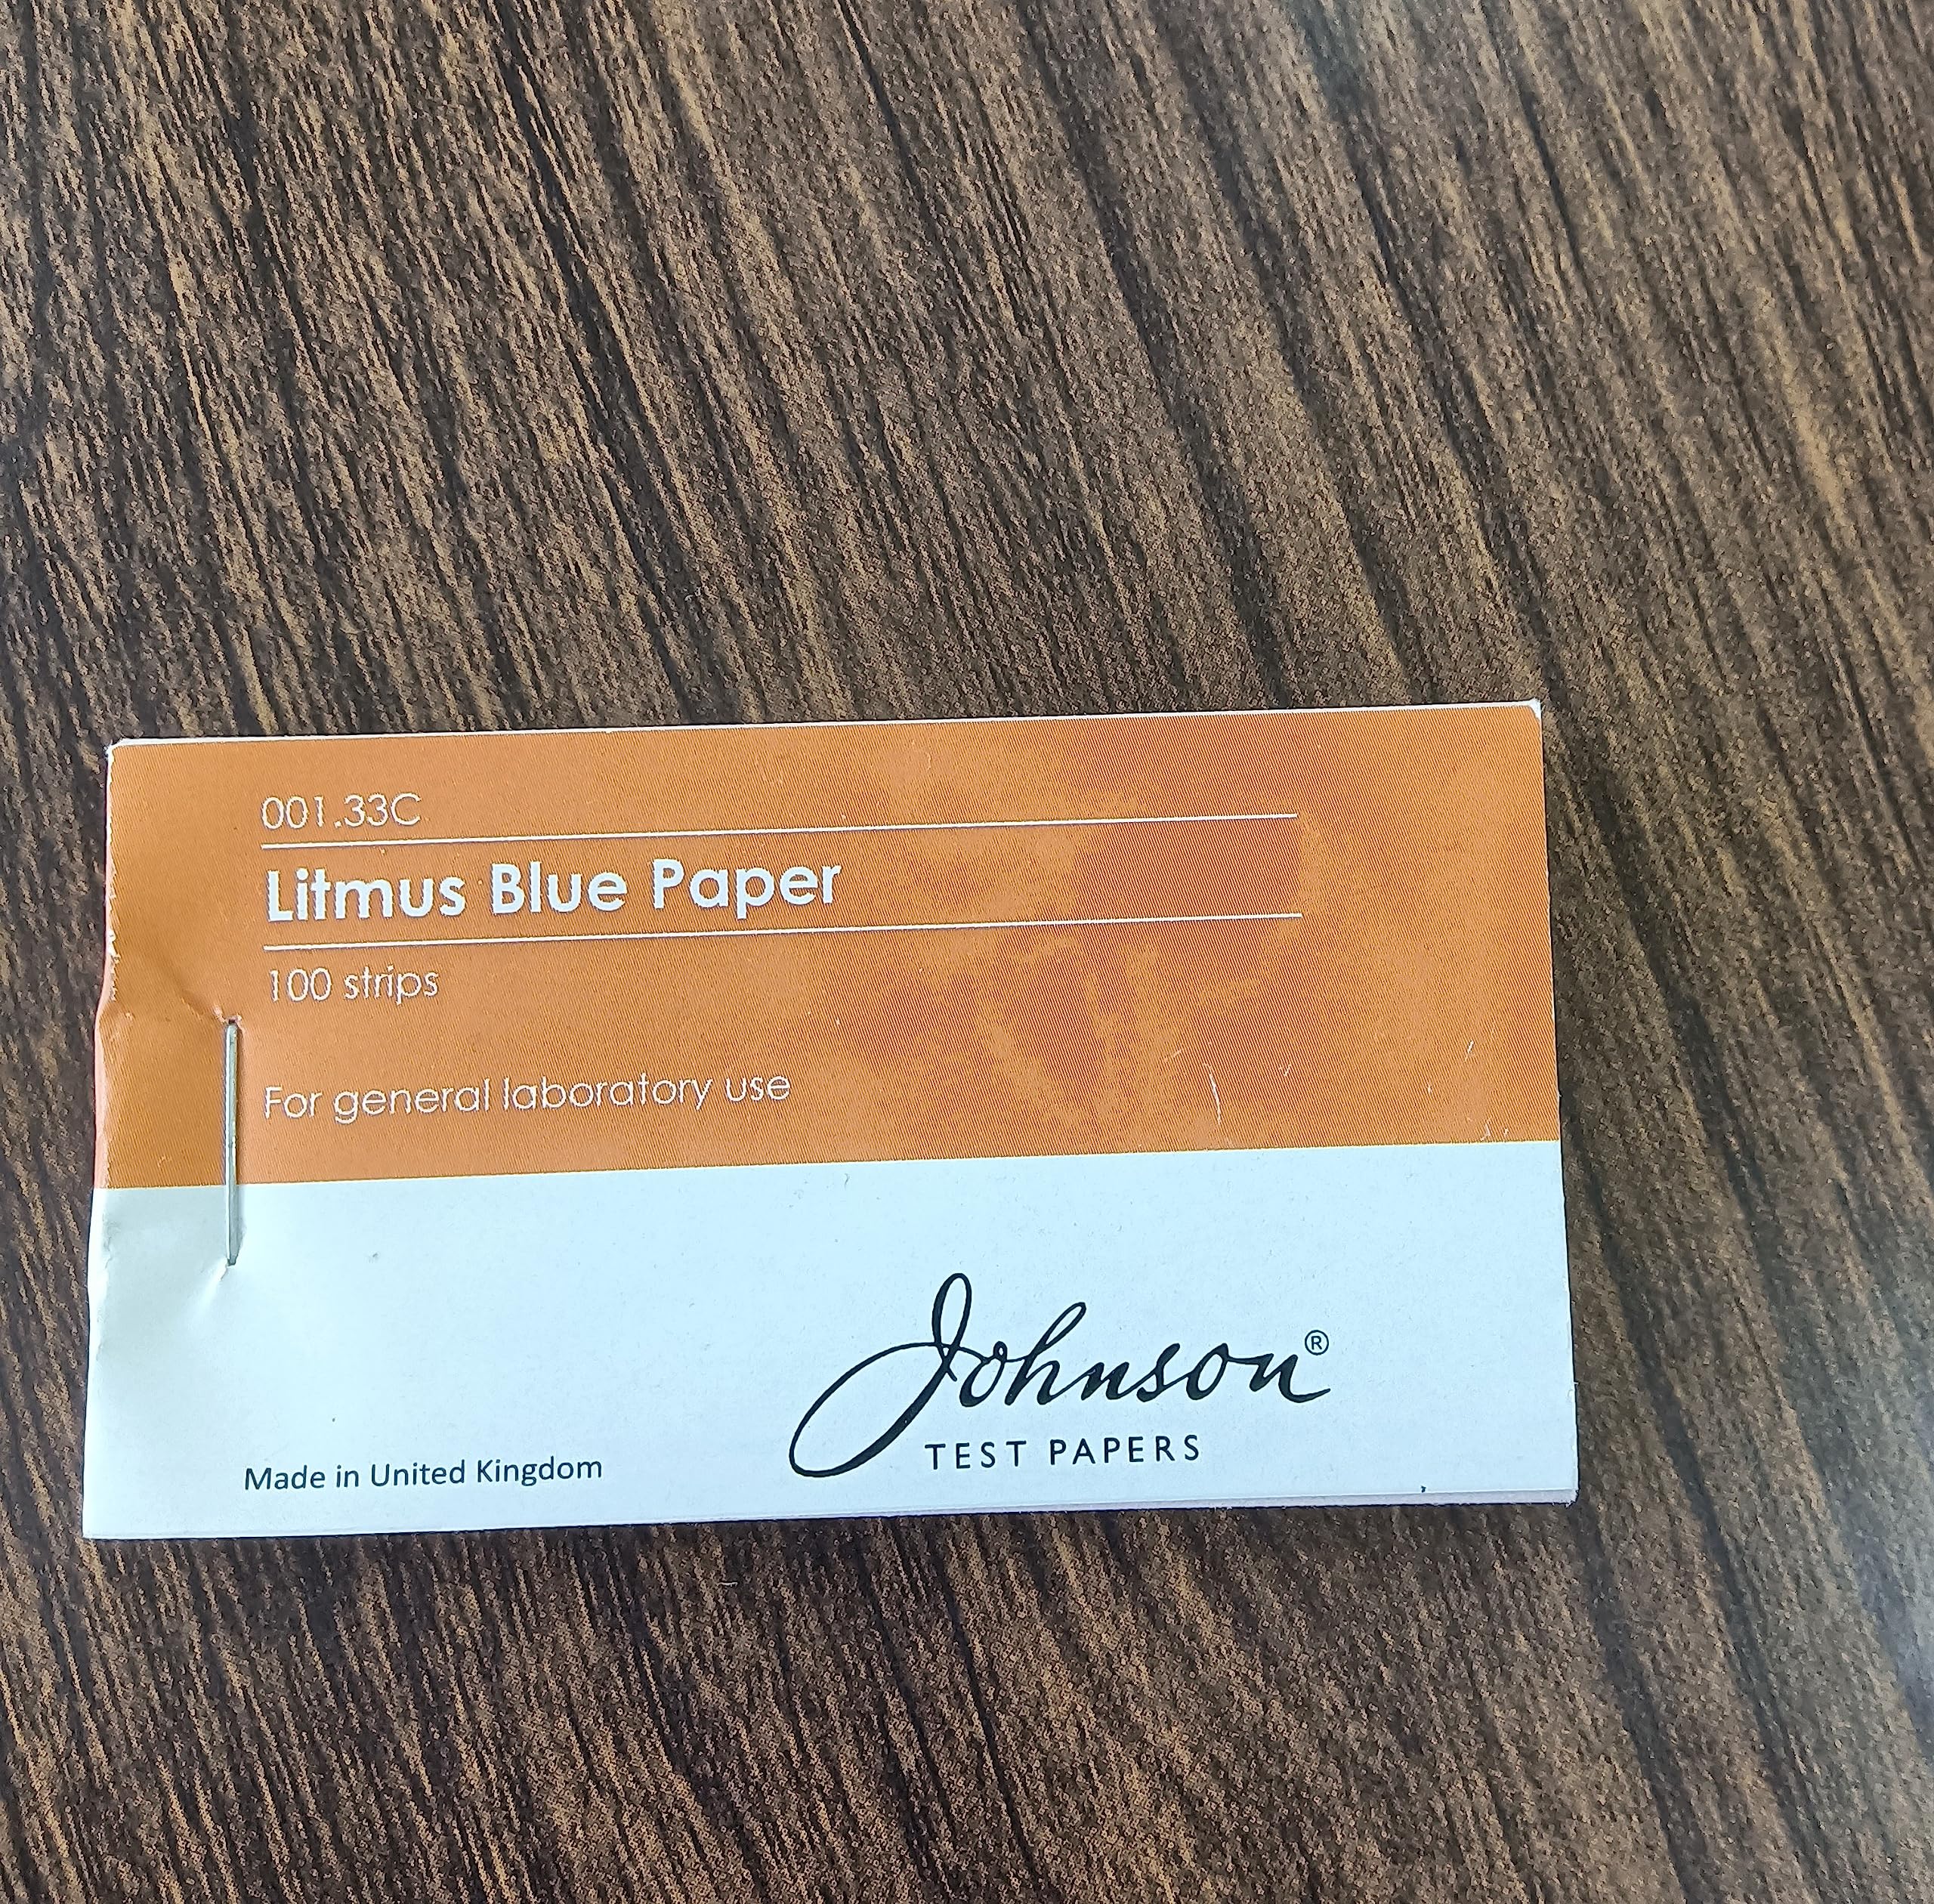 001.33C
Litmus Blue Paper
100 strips
For general laboratory use
Johnson®
TEST PAPERS
Made in United Kingdom